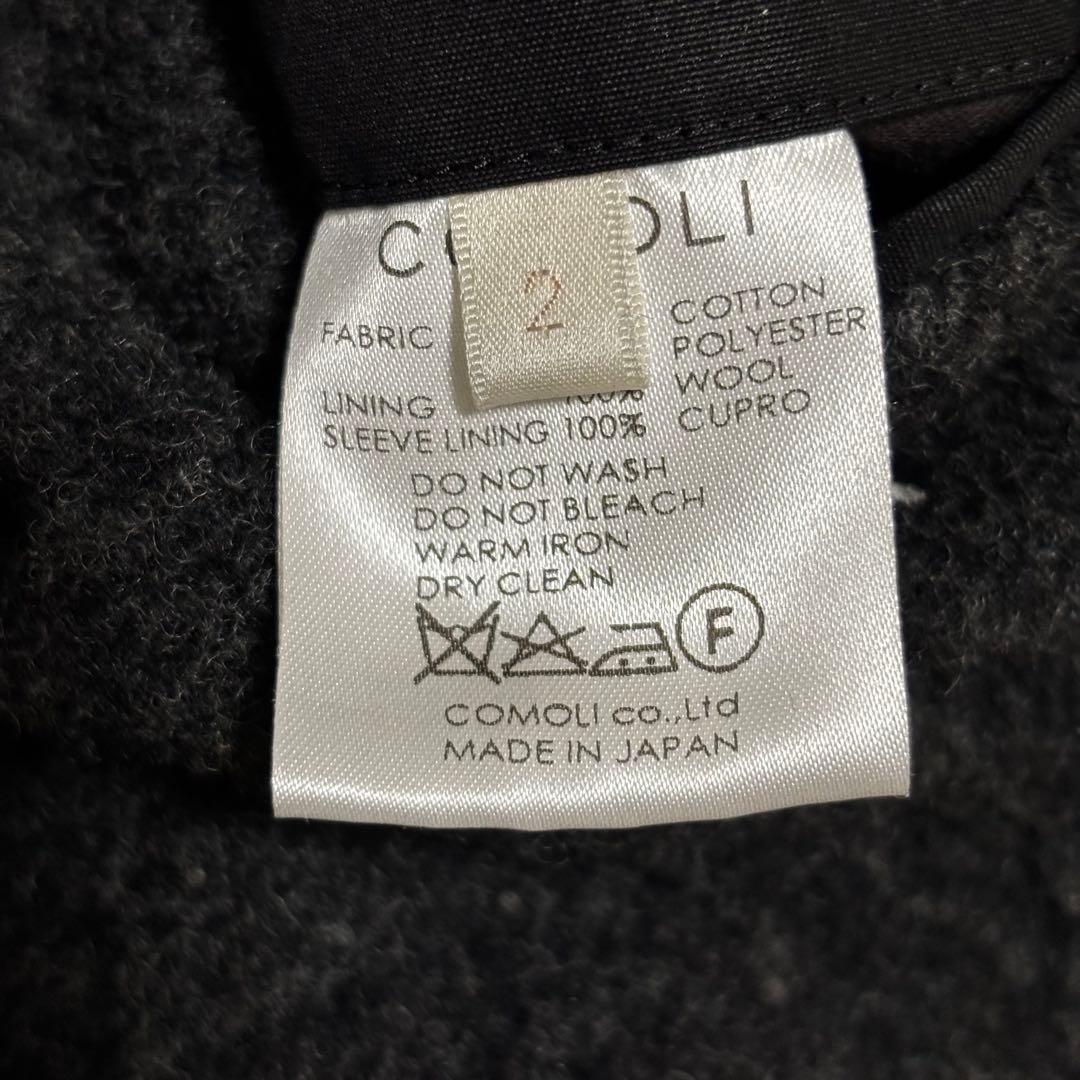 2
FABRIC COTTON
POLYESTER
LINING WOOL
SLEEVE LINING 100% CUPRO
DO NOT WASH
DO NOT BLEACH
WARM IRON
DRY CLEAN
F
COMOLI co.,Ltd
MADE IN JAPAN